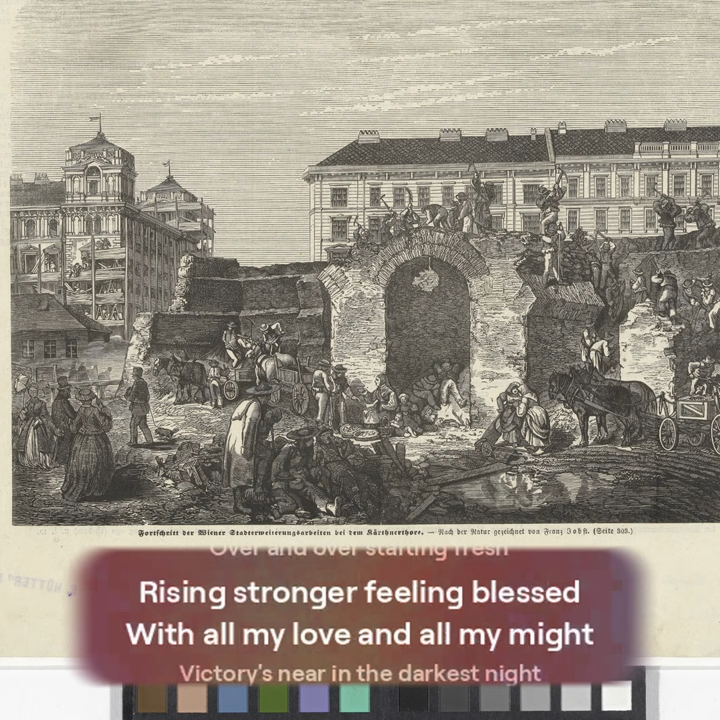 Fortschritt der Wiener Stadterweiterungsarbeiten bei dem Kärthnerthore. — Nach der Natur gezeichnet von Franz Jobst. (Seite 303.)
Over and over starting fresh
Rising stronger feeling blessed
With all my love and all my might
Victory's near in the darkest night